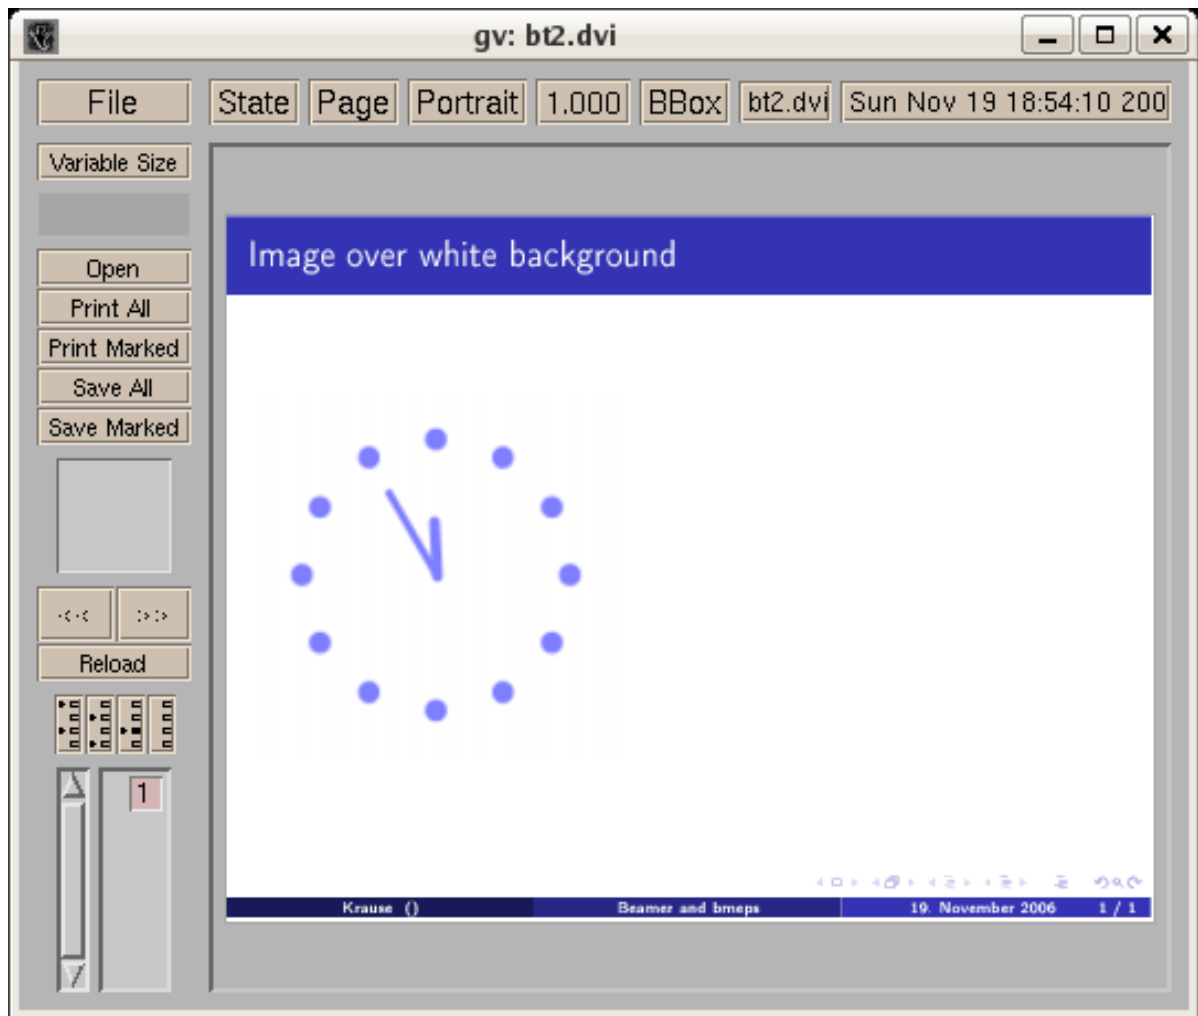 gv: bt2.dvi
File State Page Portrait 1.000 BBox bt2.dvi Sun Nov 19 18:54:10 200
Variable Size
Open
Print All
Print Marked
Save All
Save Marked
Reload
1
Image over white background
Krause () Beamer and bmeps 19. November 2006 1 / 1